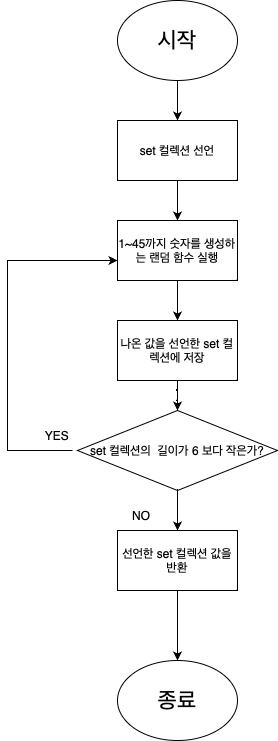 시작
set 컬렉션 선언
1~45까지 숫자를 생성하
는 랜덤 함수 실행
나온 값을 선언한 set 컬
렉션에 저장
set 컬렉션의 길이가 6 보다 작은가?
YES
NO
선언한 set 컬렉션 값을
반환
종료